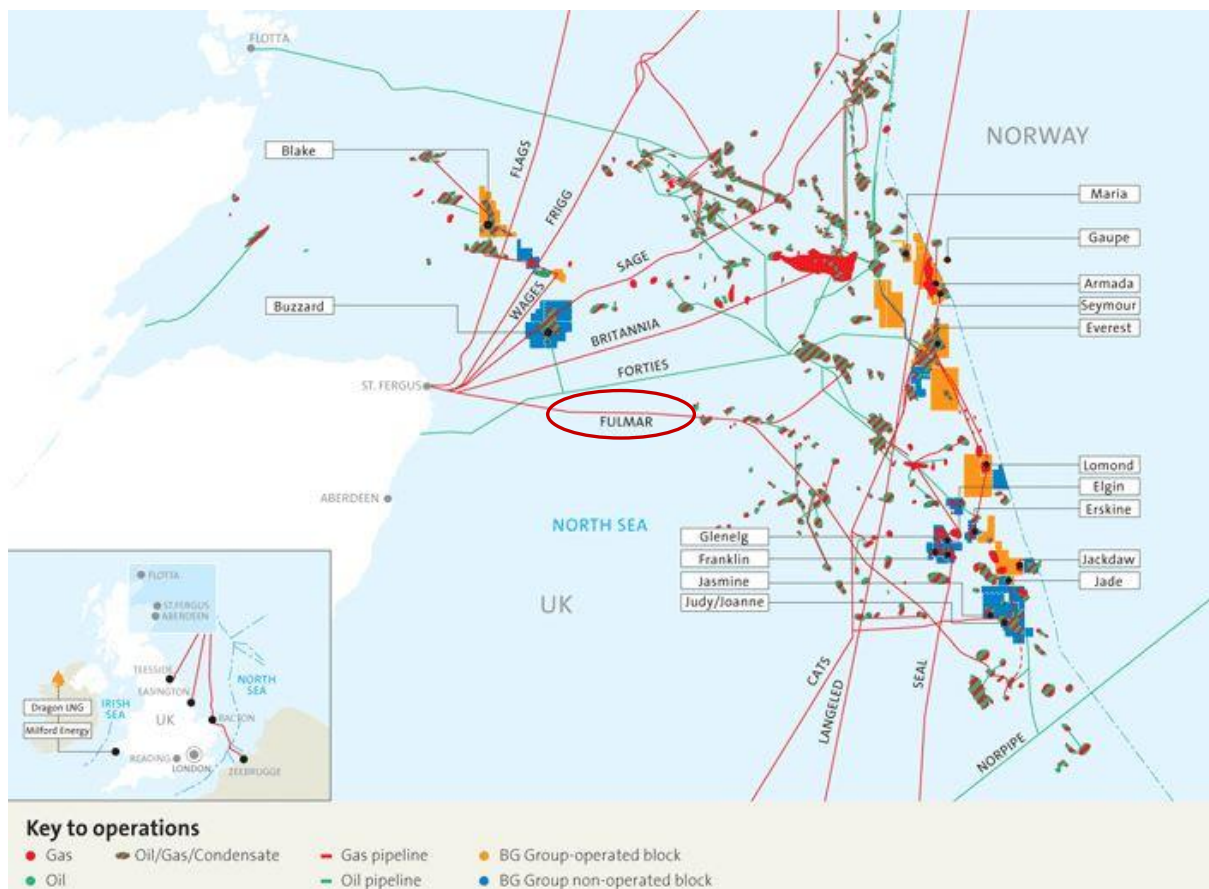 FLOTTA
NORWAY
Blake
FLAGS
FRIGG
Maria
Gaupe
SAGE
Armada
WAGES
Buzzard
Seymour
BRITANNIA
Everest
FORTIES
ST. FERGUS
FULMAR
Lomond
ABERDEEN
Elgin
NORTH SEA
Erskine
Glenelg
Franklin
Jackdaw
Jasmine
Jade
UK
Judy/Joanne
CATS
LANGELED
SEAL
NORPIPE
FLOTTA
ST.FERGUS
ABERDEEN
TEESSIDE
EASINGTON
NORTH
SEA
Dragon LNG
IRISH
SEA
UK
BACTON
Milford Energy
READING
LONDON
ZEEBRUGGE
Key to operations
Gas
Oil/Gas/Condensate
Gas pipeline
BG Group-operated block
Oil
Oil pipeline
BG Group non-operated block